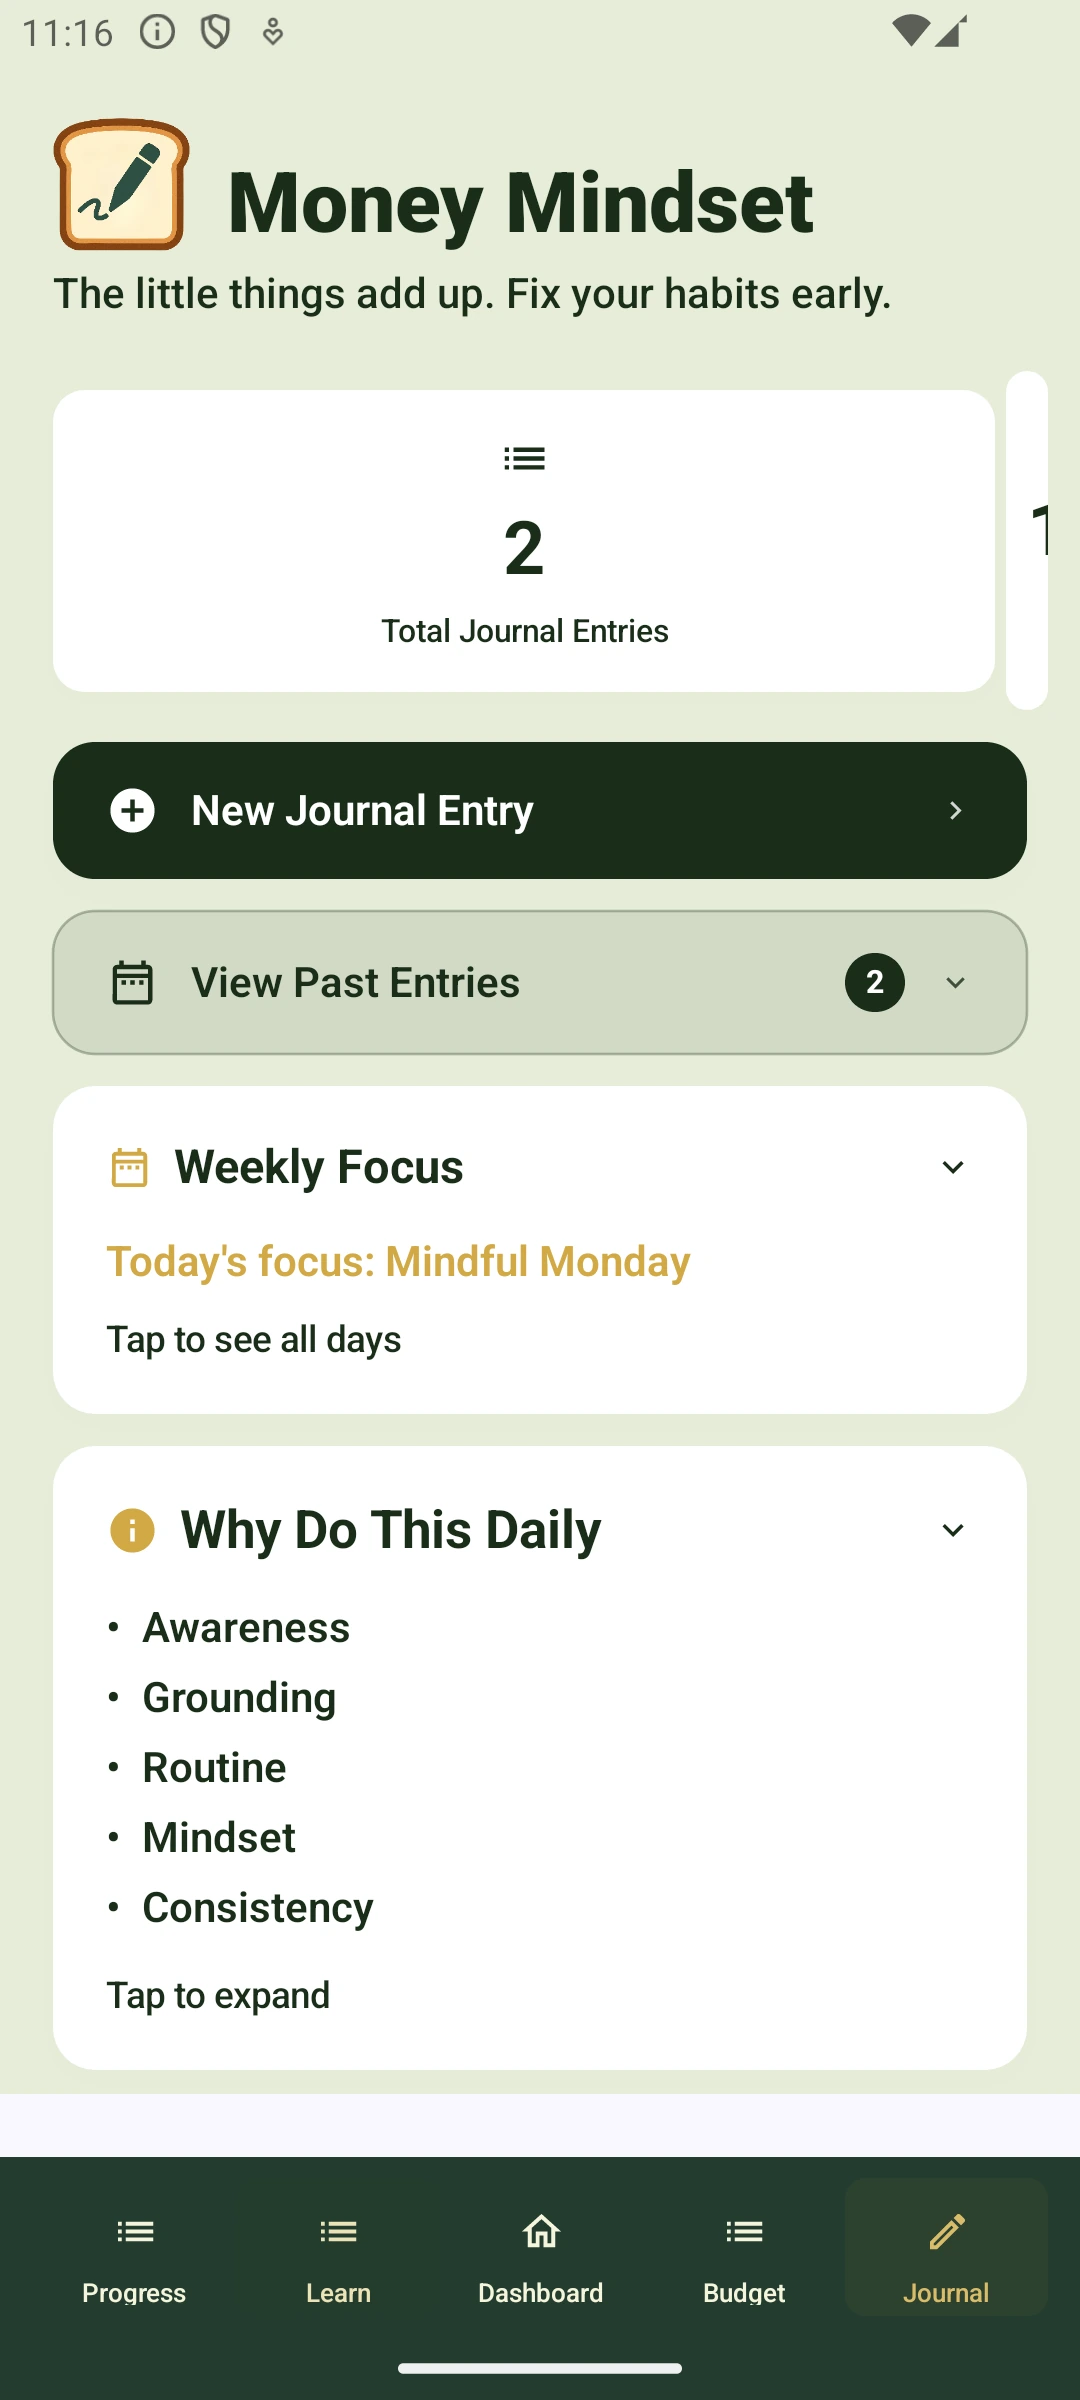 11:16
Money Mindset
The little things add up. Fix your habits early.
2
Total Journal Entries
1
New Journal Entry
View Past Entries
2
Weekly Focus
Today's focus: Mindful Monday
Tap to see all days
Why Do This Daily
• Awareness
• Grounding
• Routine
• Mindset
• Consistency
Tap to expand
Progress
Learn
Dashboard
Budget
Journal